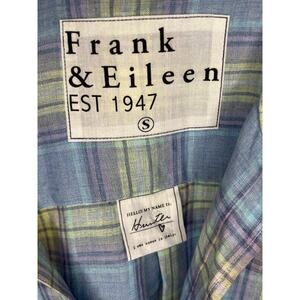 Frank
& Eileen
EST 1947
S
HELLO! MY NAME IS:
Hunter